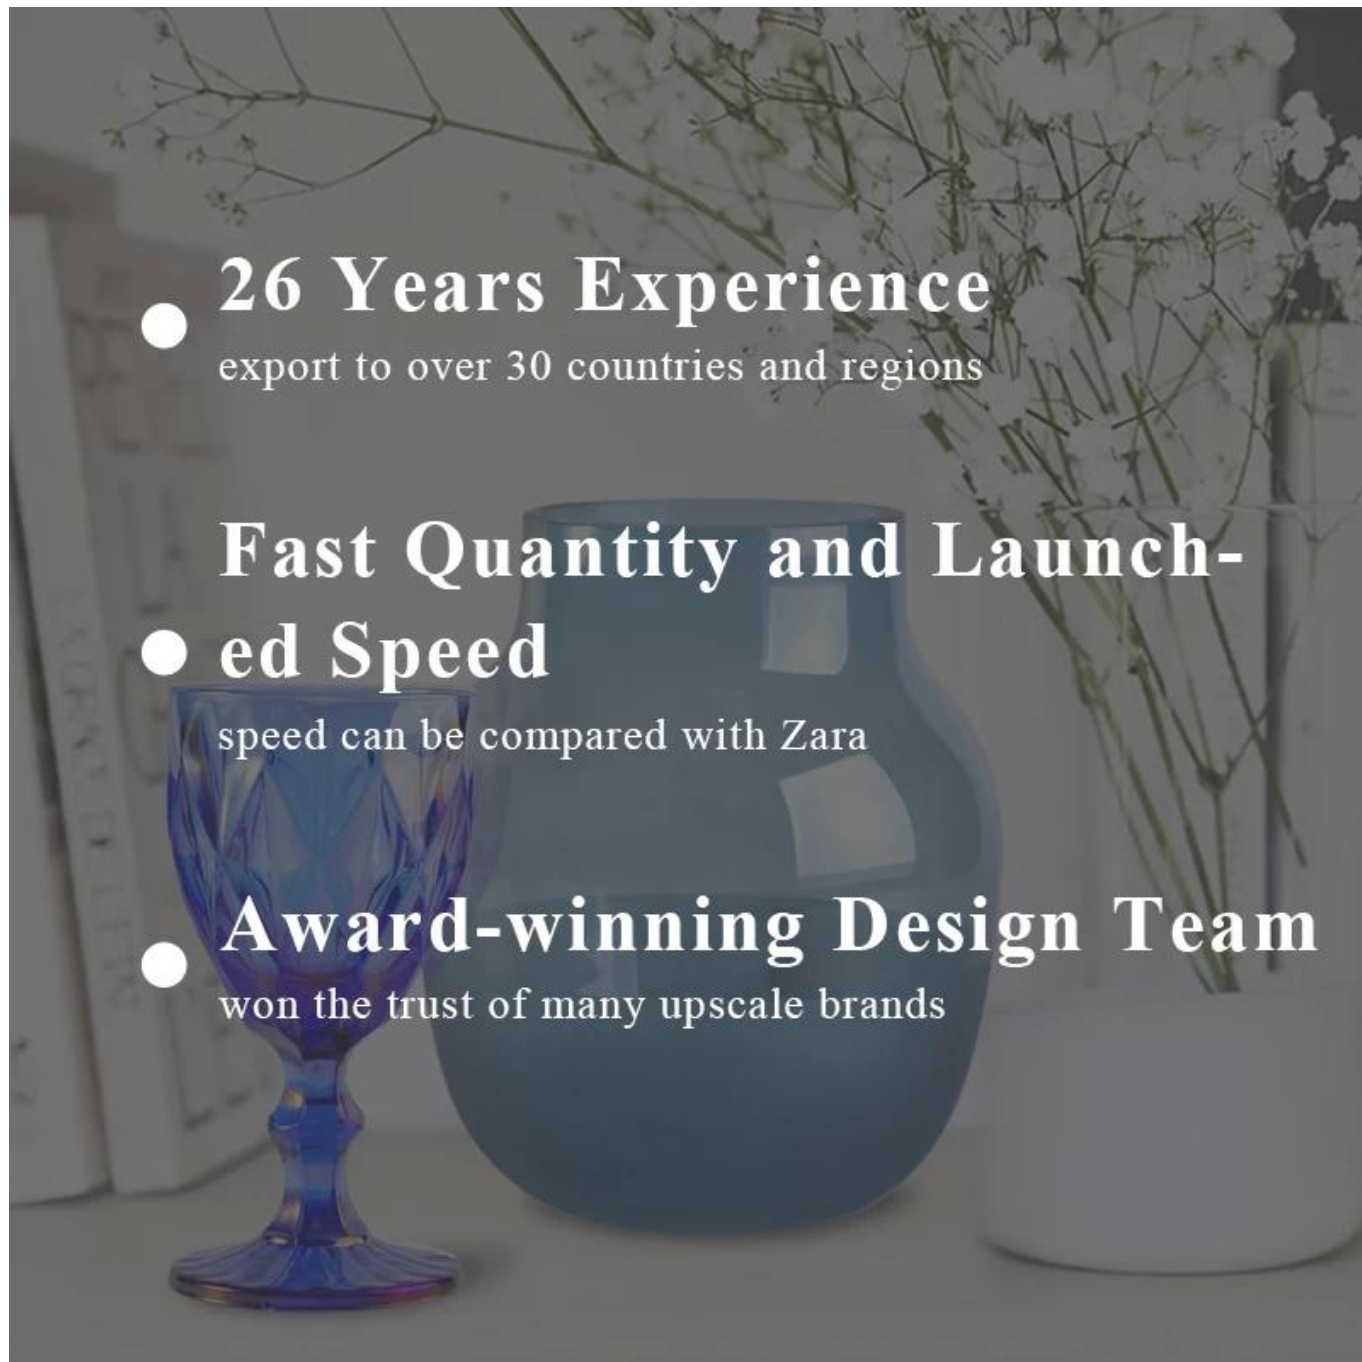 26 Years Experience
export to over 30 countries and regions
Fast Quantity and Launch-
ed Speed
speed can be compared with Zara
Award-winning Design Team
won the trust of many upscale brands